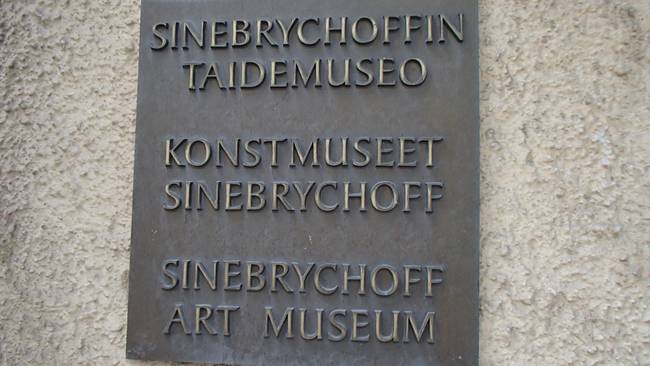 SINEBRYCHOFFIN
TAIDEMUSEO
KONSTMUSEET
SINEBRYCHOFF
SINEBRYCHOFF
ART MUSEUM